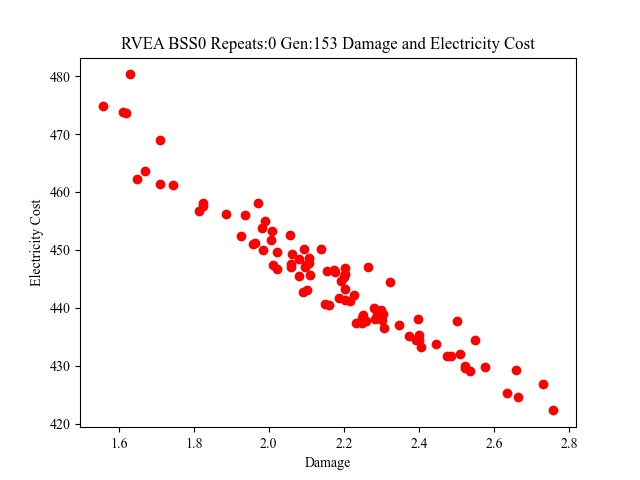 RVEA BSS0 Repeats:0 Gen:153 Damage and Electricity Cost
480
470
460
450
440
430
420
Electricity Cost
1.6 1.8 2.0 2.2 2.4 2.6 2.8
Damage